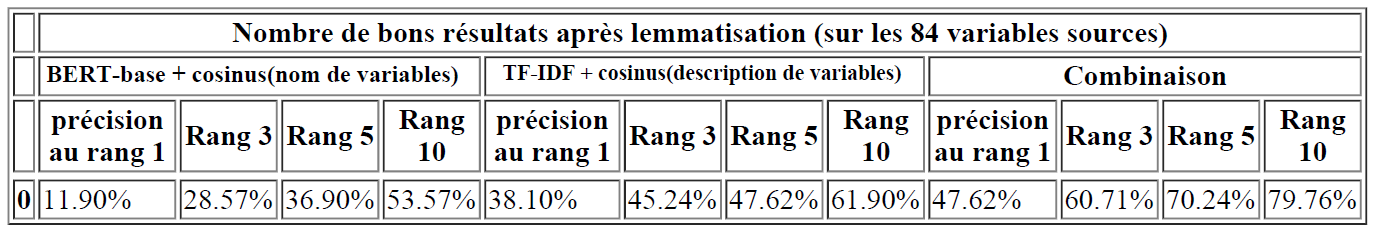 Nombre de bons résultats après lemmatisation (sur les 84 variables sources)
BERT-base + cosinus(nom de variables) TF-IDF + cosinus(description de variables) Combinaison
précision au rang 1 Rang 3 Rang 5 Rang 10 précision au rang 1 Rang 3 Rang 5 Rang 10 précision au rang 1 Rang 3 Rang 5 Rang 10
0 11.90% 28.57% 36.90% 53.57% 38.10% 45.24% 47.62% 61.90% 47.62% 60.71% 70.24% 79.76%